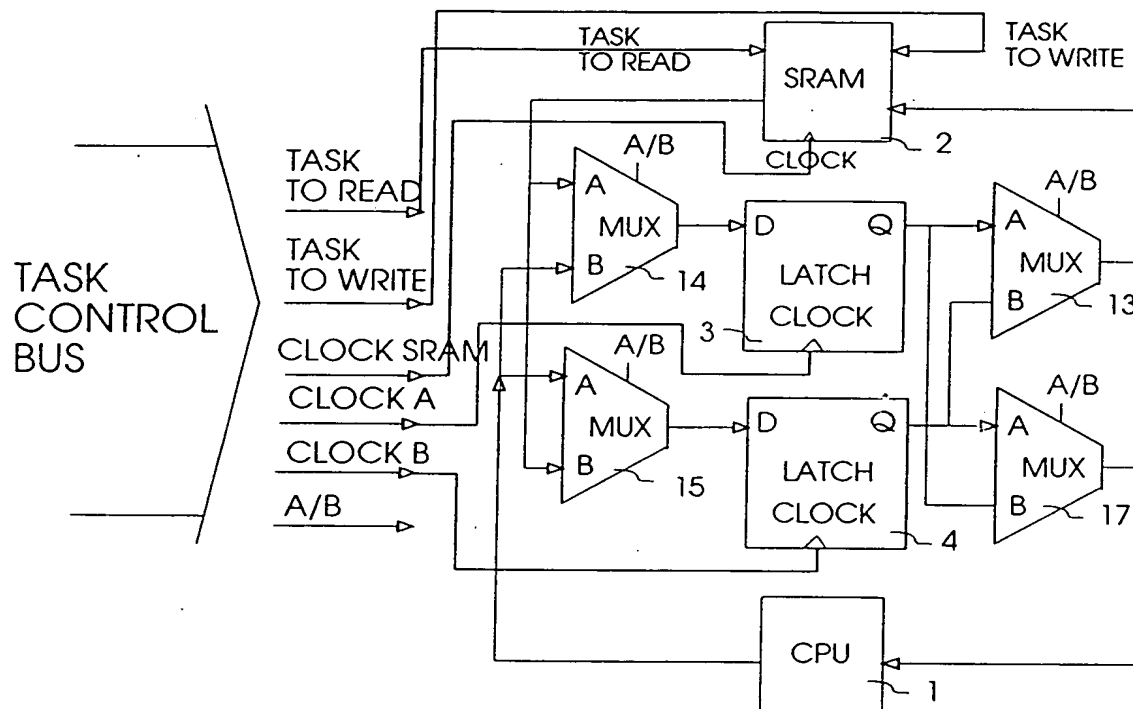 TASK
TO READ
TASK
TO WRITE
SRAM
2
CLOCK
TASK
CONTROL
BUS
TASK
TO READ
TASK
TO WRITE
CLOCK SRAM
CLOCK A
CLOCK B
A/B
A/B
A
MUX
B
14
D
Q
LATCH
CLOCK
3
A/B
A
MUX
B
13
A/B
A
MUX
B
15
D
Q
LATCH
CLOCK
4
A/B
A
MUX
B
17
CPU
1